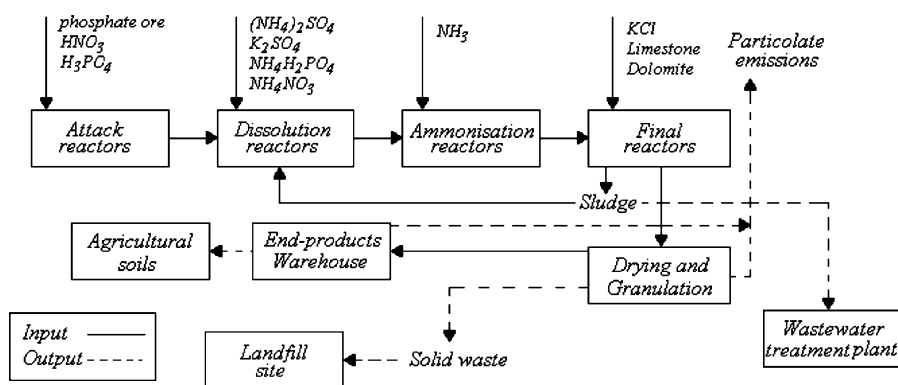 phosphate ore
HNO3
H3PO4
(NH4)2SO4
K2SO4
NH4H2PO4
NH4NO3
NH3
KCl
Limestone
Dolomite
Particolate
emissions
Attack
reactors
Dissolution
reactors
Ammonisation
reactors
Final
reactors
Sludge
Agricultural
soils
End-products
Warehouse
Drying and
Granulation
Input
Output
Landfill
site
Solid waste
Wastewater
treatment plant